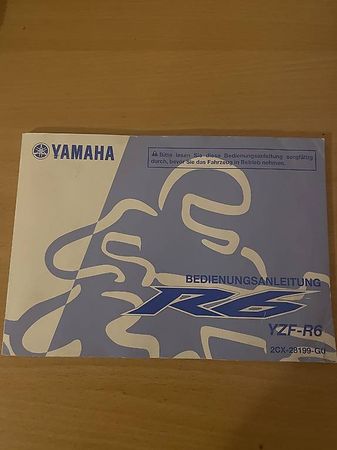 YAMAHA
Bitte lesen Sie diese Bedienungsanleitung sorgfältig
durch, bevor Sie das Fahrzeug in Betrieb nehmen.
BEDIENUNGSANLEITUNG
R6
YZF-R6
2CX-28199-G0